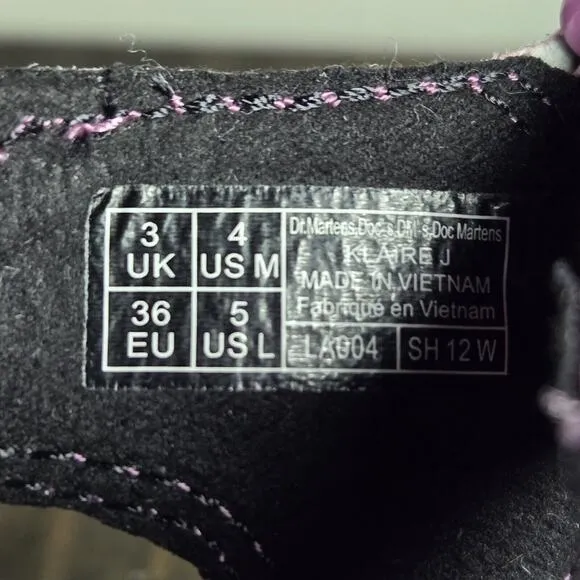 3
UK
4
US M
36
EU
5
US L
Dr.Martens,Doc-s,DM-s,Doc Martens
KLAIRE J
MADE IN VIETNAM
Fabriqué en Vietnam
LA004
SH 12 W